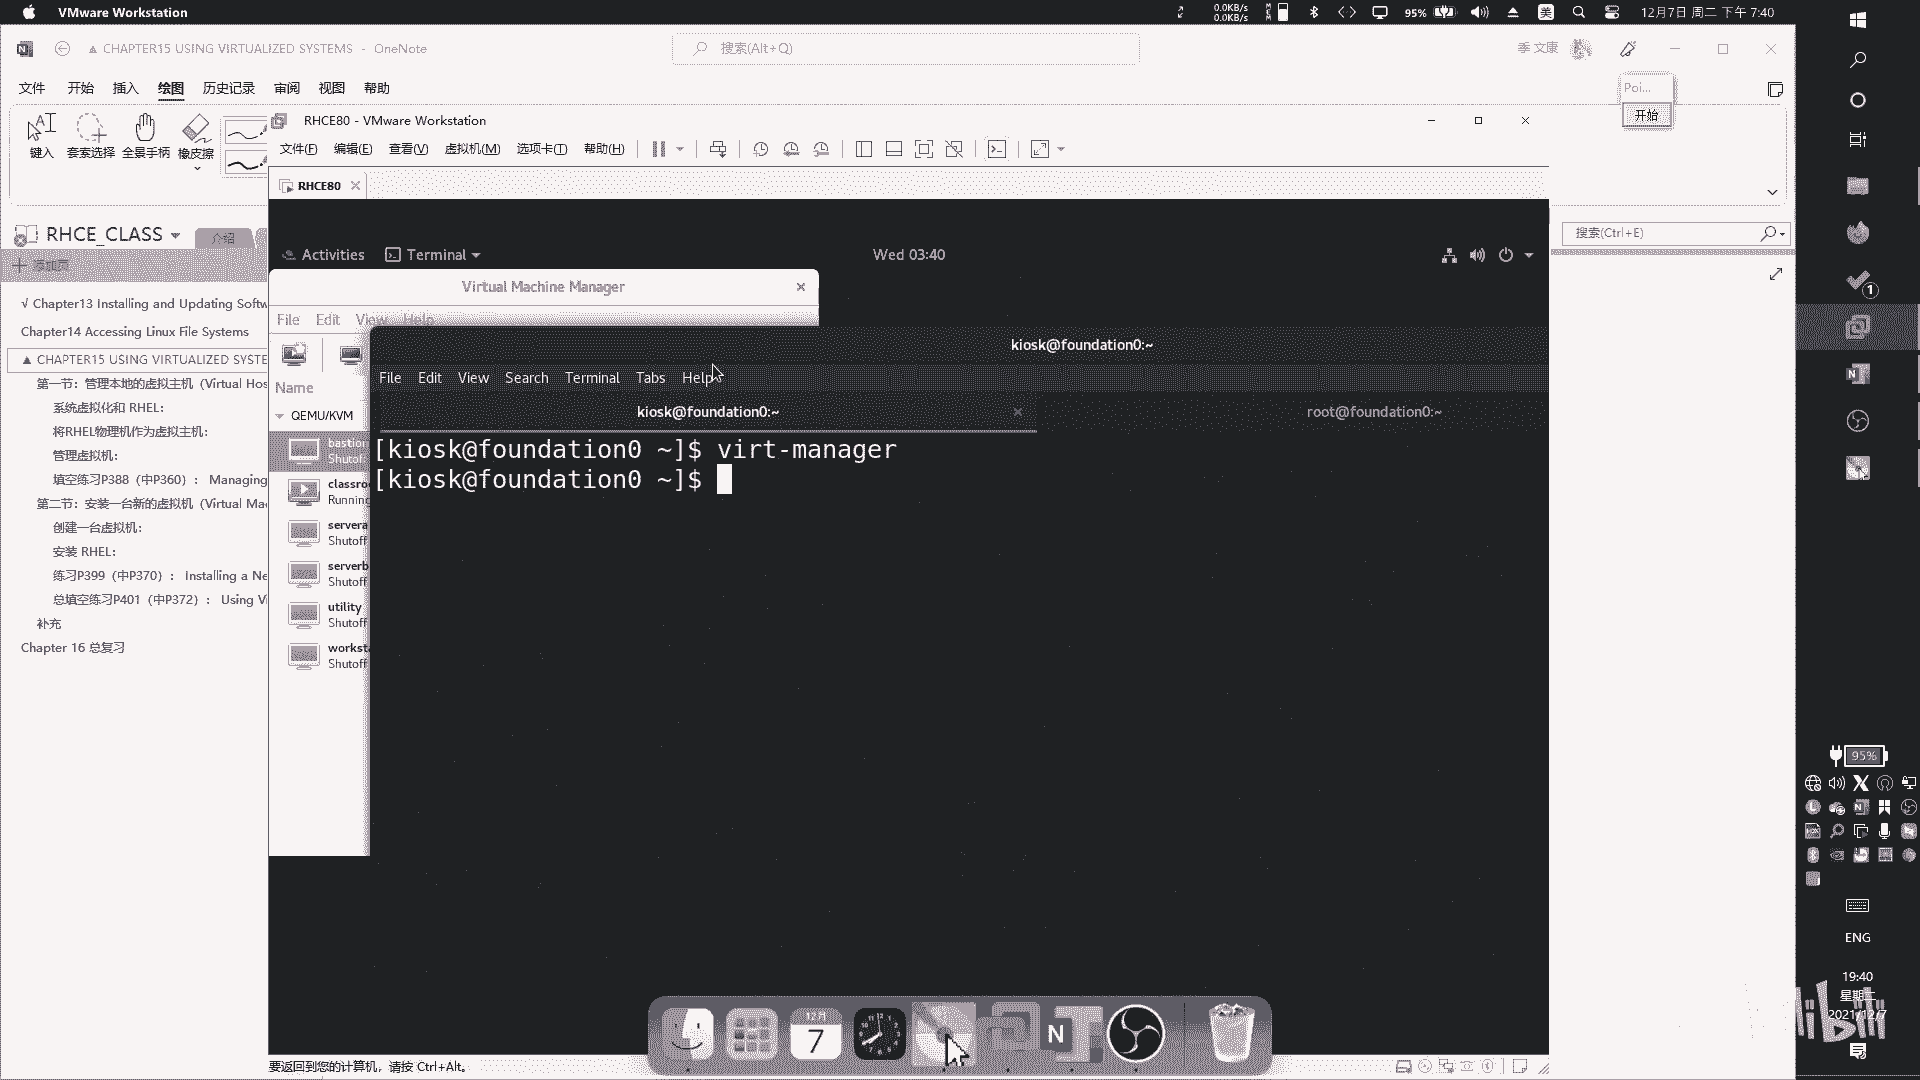 VMware Workstation
0.0KB/s
0.0KB/s
95%
美
12月7日 周二 下午 7:40
▲ CHAPTER15 USING VIRTUALIZED SYSTEMS - OneNote
搜索(Alt+Q)
季 文康
文件 开始 插入 绘图 历史记录 审阅 视图 帮助
Poi...
开始
键入 套索选择 全景手柄 橡皮擦
RHCE80 - VMware Workstation
文件(F) 编辑(E) 查看(V) 虚拟机(M) 选项卡(T) 帮助(H)
RHCE80
RHCE_CLASS
介绍
搜索(Ctrl+E)
添加页
√ Chapter13 Installing and Updating Softw
Chapter14 Accessing Linux File Systems
▲ CHAPTER15 USING VIRTUALIZED SYSTE
第一节：管理本地的虚拟主机（Virtual Hos
系统虚拟化和 RHEL：
将RHEL物理机作为虚拟主机：
管理虚拟机：
填空练习P388（中P360）： Managing
第二节：安装一台新的虚拟机（Virtual Ma
创建一台虚拟机：
安装 RHEL：
练习P399（中P370）： Installing a Ne
总填空练习P401（中P372）： Using Vi
补充
Chapter 16 总复习
Activities Terminal
Wed 03:40
Virtual Machine Manager
File Edit View Help
Name
QEMU/KVM
bastion
Shutoff
classro
Running
servera
Shutoff
serverb
Shutoff
utility
Shutoff
worksta
Shutoff
kiosk@foundation0:~
File Edit View Search Terminal Tabs Help
kiosk@foundation0:~
root@foundation0:~
[kiosk@foundation0 ~]$ virt-manager
[kiosk@foundation0 ~]$
12月
7
N
要返回到您的计算机，请按 Ctrl+Alt。
1
95%
ENG
19:40
星期二
2021/12/7